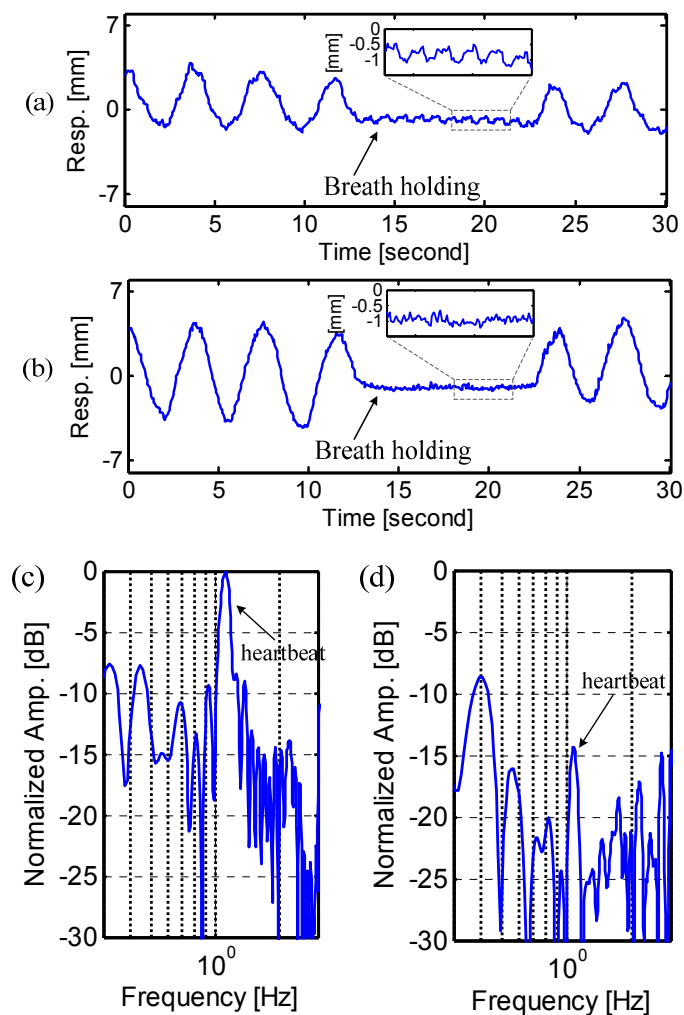 (a)
Resp. [mm]
7
0
-7
[mm]
0
-0.5
-1
Breath holding
0 5 10 15 20 25 30
Time [second]
(b)
Resp. [mm]
7
0
-7
[mm]
0
-0.5
-1
Breath holding
0 5 10 15 20 25 30
Time [second]
(c)
Normalized Amp. [dB]
0
-5
-10
-15
-20
-25
-30
heartbeat
10^0
Frequency [Hz]
(d)
Normalized Amp. [dB]
0
-5
-10
-15
-20
-25
-30
heartbeat
10^0
Frequency [Hz]